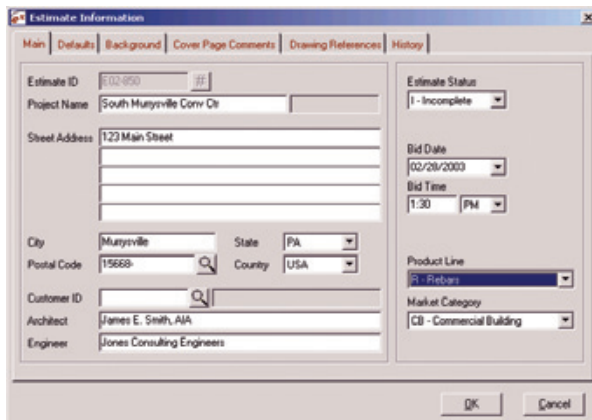 Estimate Information
Main Defaults Background Cover Page Comments Drawing References History
Estimate ID E02-850 #
Project Name South Murrysville Conv Ctr
Street Address 123 Main Street
City Murrysville State PA
Postal Code 15668- Country USA
Customer ID
Architect James E. Smith, AIA
Engineer Jones Consulting Engineers
Estimate Status
I - Incomplete
Bid Date
02/28/2003
Bid Time
1:30 PM
Product Line
R - Rebars
Market Category
CB - Commercial Building
OK Cancel